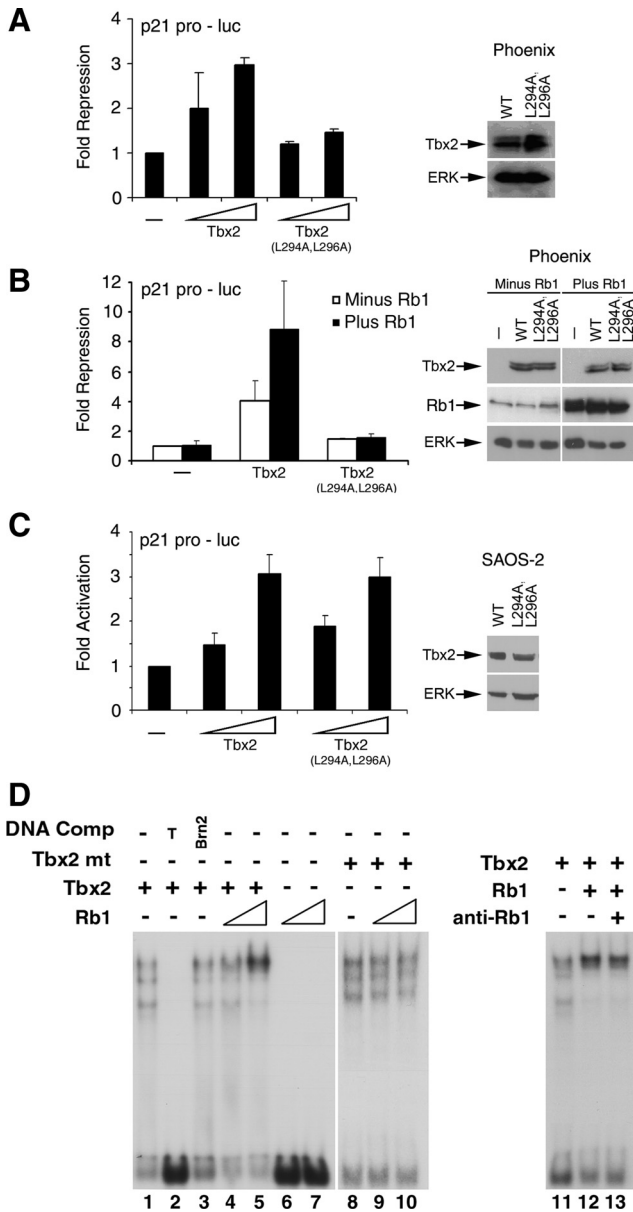 A
p21 pro - luc
Fold Repression
4
3
2
1
0
—
Tbx2
Tbx2
(L294A,L296A)
Phoenix
WT
L294A,
L296A
Tbx2
ERK
B
p21 pro - luc
Fold Repression
12
10
8
6
4
2
0
Minus Rb1
Plus Rb1
—
Tbx2
Tbx2
(L294A,L296A)
Phoenix
Minus Rb1 Plus Rb1
— WT L294A, L296A — WT L294A, L296A
Tbx2
Rb1
ERK
C
p21 pro - luc
Fold Activation
4
3
2
1
0
—
Tbx2
Tbx2
(L294A,L296A)
SAOS-2
WT
L294A,
L296A
Tbx2
ERK
D
DNA Comp - T Brn2 - - - - - - -
Tbx2 mt - - - - - - - + + +
Tbx2 + + + + + - - - - -
Rb1 - - - -
1 2 3 4 5 6 7 8 9 10
Tbx2 + + +
Rb1 - + +
anti-Rb1 - - +
11 12 13